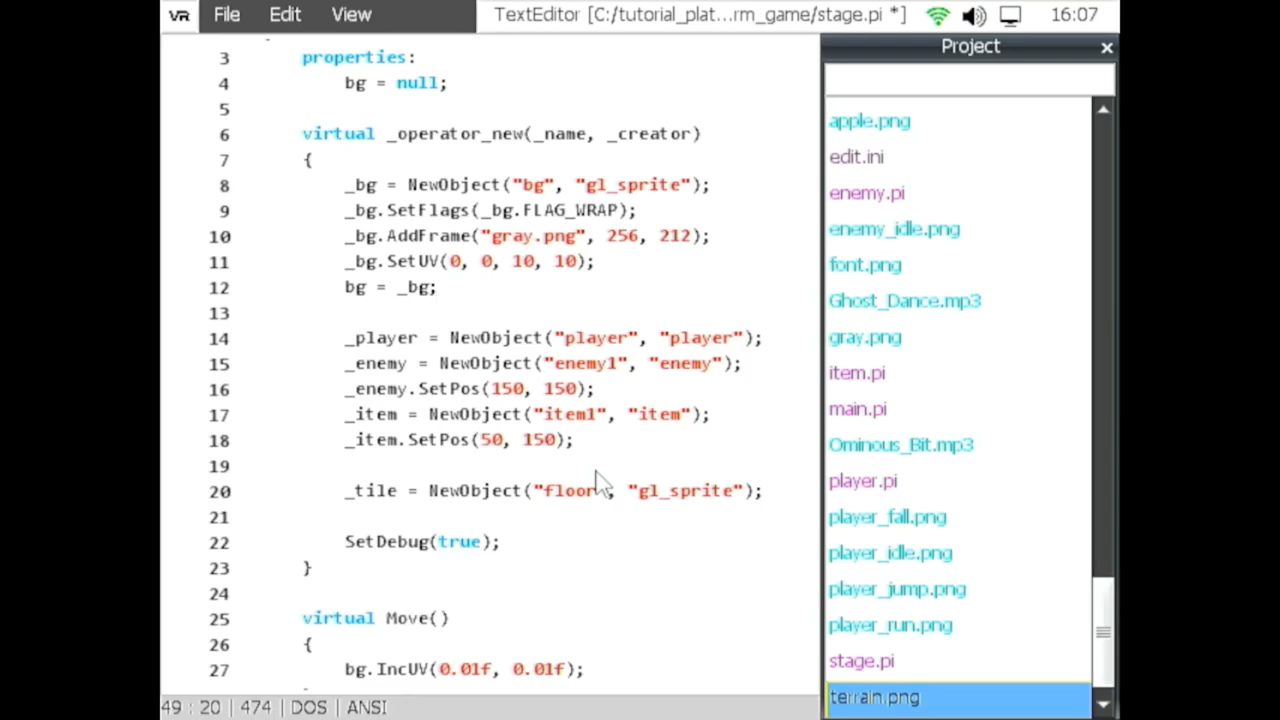 VR File Edit View TextEditor [C:/tutorial_plat...rm_game/stage.pi *] 16:07
3 properties:
4 bg = null;
5
6 virtual _operator_new(_name, _creator)
7 {
8 _bg = NewObject("bg", "gl_sprite");
9 _bg.SetFlags(_bg.FLAG_WRAP);
10 _bg.AddFrame("gray.png", 256, 212);
11 _bg.SetUV(0, 0, 10, 10);
12 bg = _bg;
13
14 _player = NewObject("player", "player");
15 _enemy = NewObject("enemy1", "enemy");
16 _enemy.SetPos(150, 150);
17 _item = NewObject("item1", "item");
18 _item.SetPos(50, 150);
19
20 _tile = NewObject("floor", "gl_sprite");
21
22 SetDebug(true);
23 }
24
25 virtual Move()
26 {
27 bg.IncUV(0.01f, 0.01f);
49 : 20 | 474 | DOS | ANSI
Project
apple.png
edit.ini
enemy.pi
enemy_idle.png
font.png
Ghost_Dance.mp3
gray.png
item.pi
main.pi
Ominous_Bit.mp3
player.pi
player_fall.png
player_idle.png
player_jump.png
player_run.png
stage.pi
terrain.png